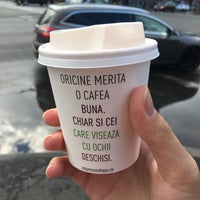 ORICINE MERITA
O CAFEA
BUNA.
CHIAR SI CEI
CARE VISEAZA
CU OCHII
DESCHISI.